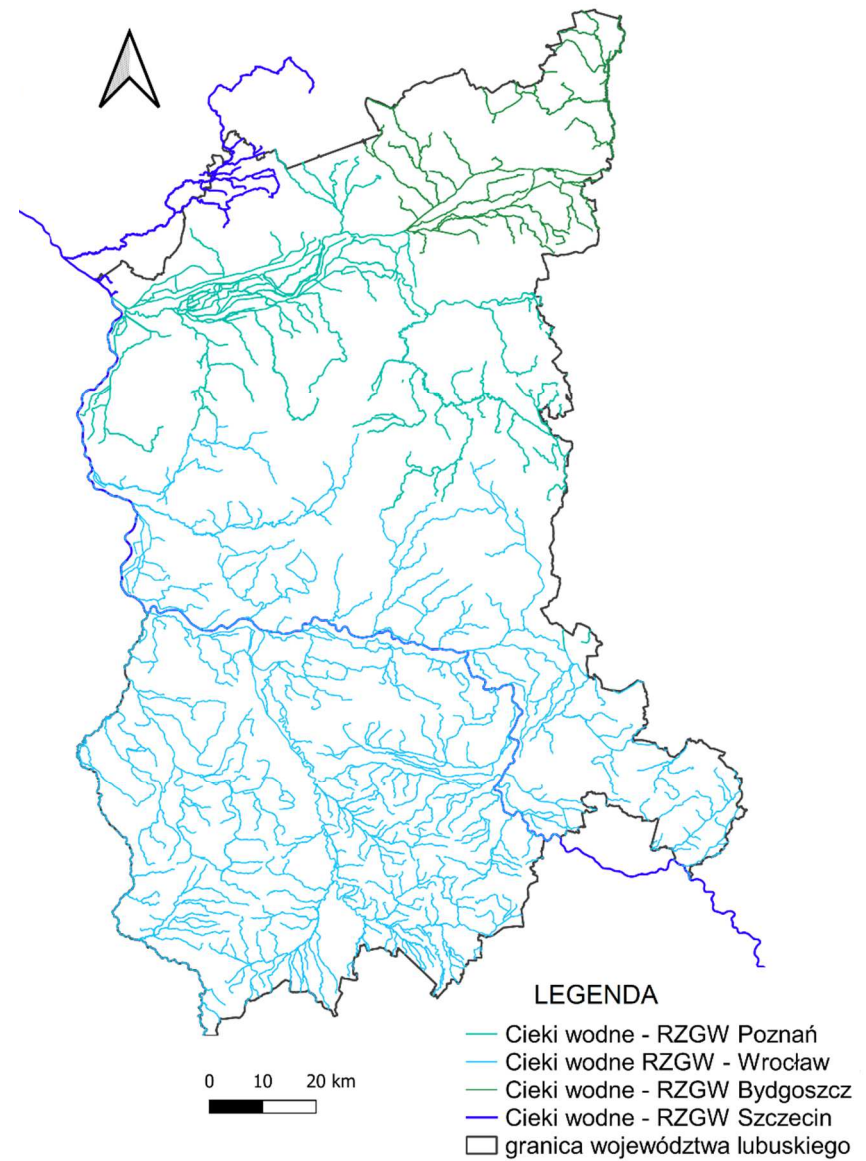 LEGENDA
Cieki wodne - RZGW Poznań
Cieki wodne RZGW - Wrocław
Cieki wodne - RZGW Bydgoszcz
Cieki wodne - RZGW Szczecin
granica województwa lubuskiego
0 10 20 km